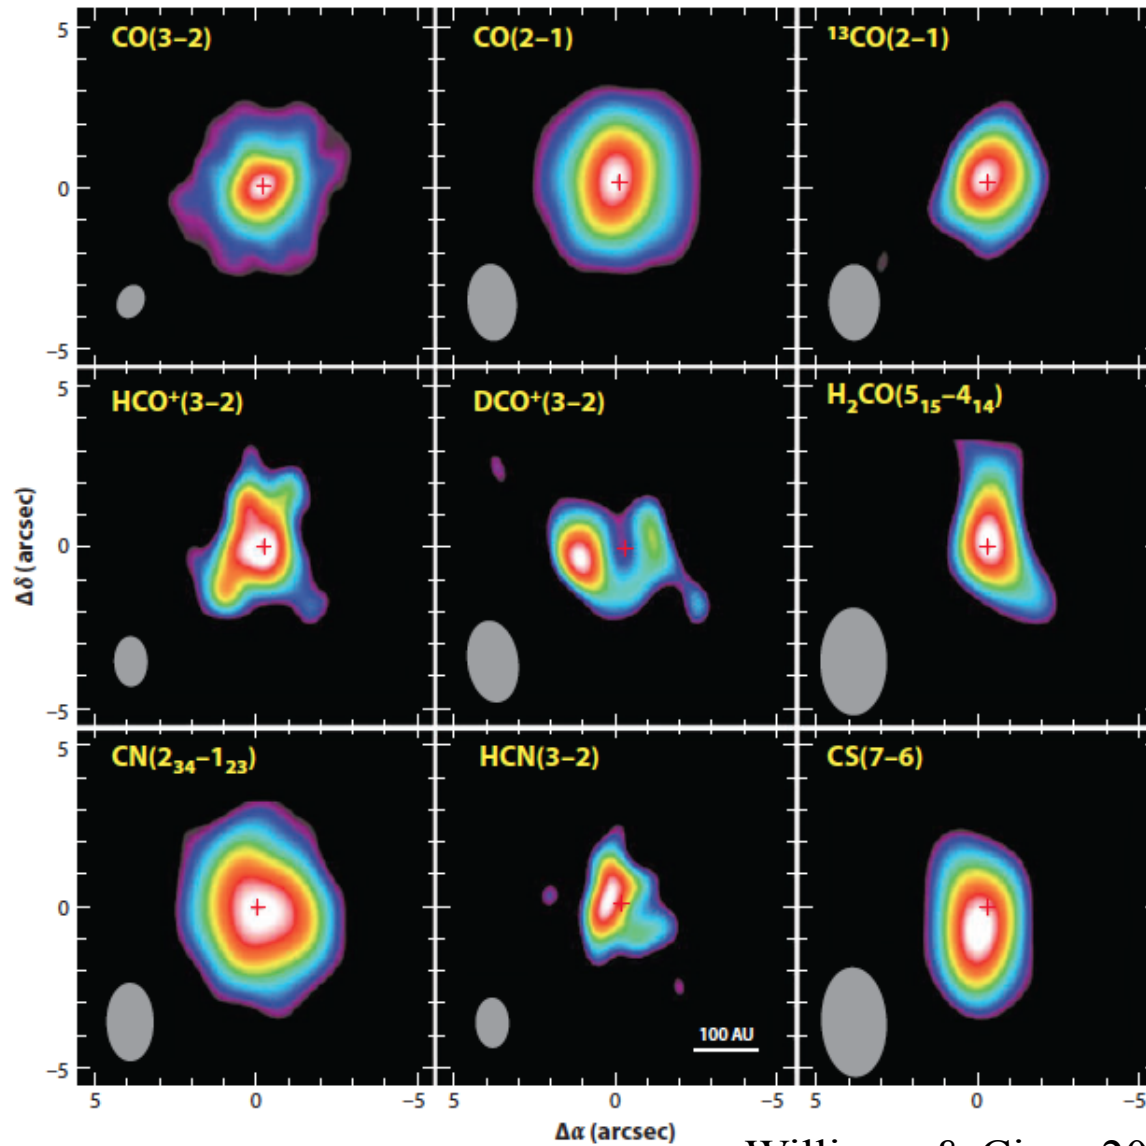 CO(3–2)
CO(2–1)
¹³CO(2–1)
5
0
−5
HCO⁺(3–2)
DCO⁺(3–2)
H₂CO(5₁₅–4₁₄)
5
0
−5
Δδ (arcsec)
CN(2₃₄–1₂₃)
HCN(3–2)
CS(7–6)
5
0
−5
100 AU
5 0 −5 5 0 −5 5 0 −5
Δα (arcsec)
&